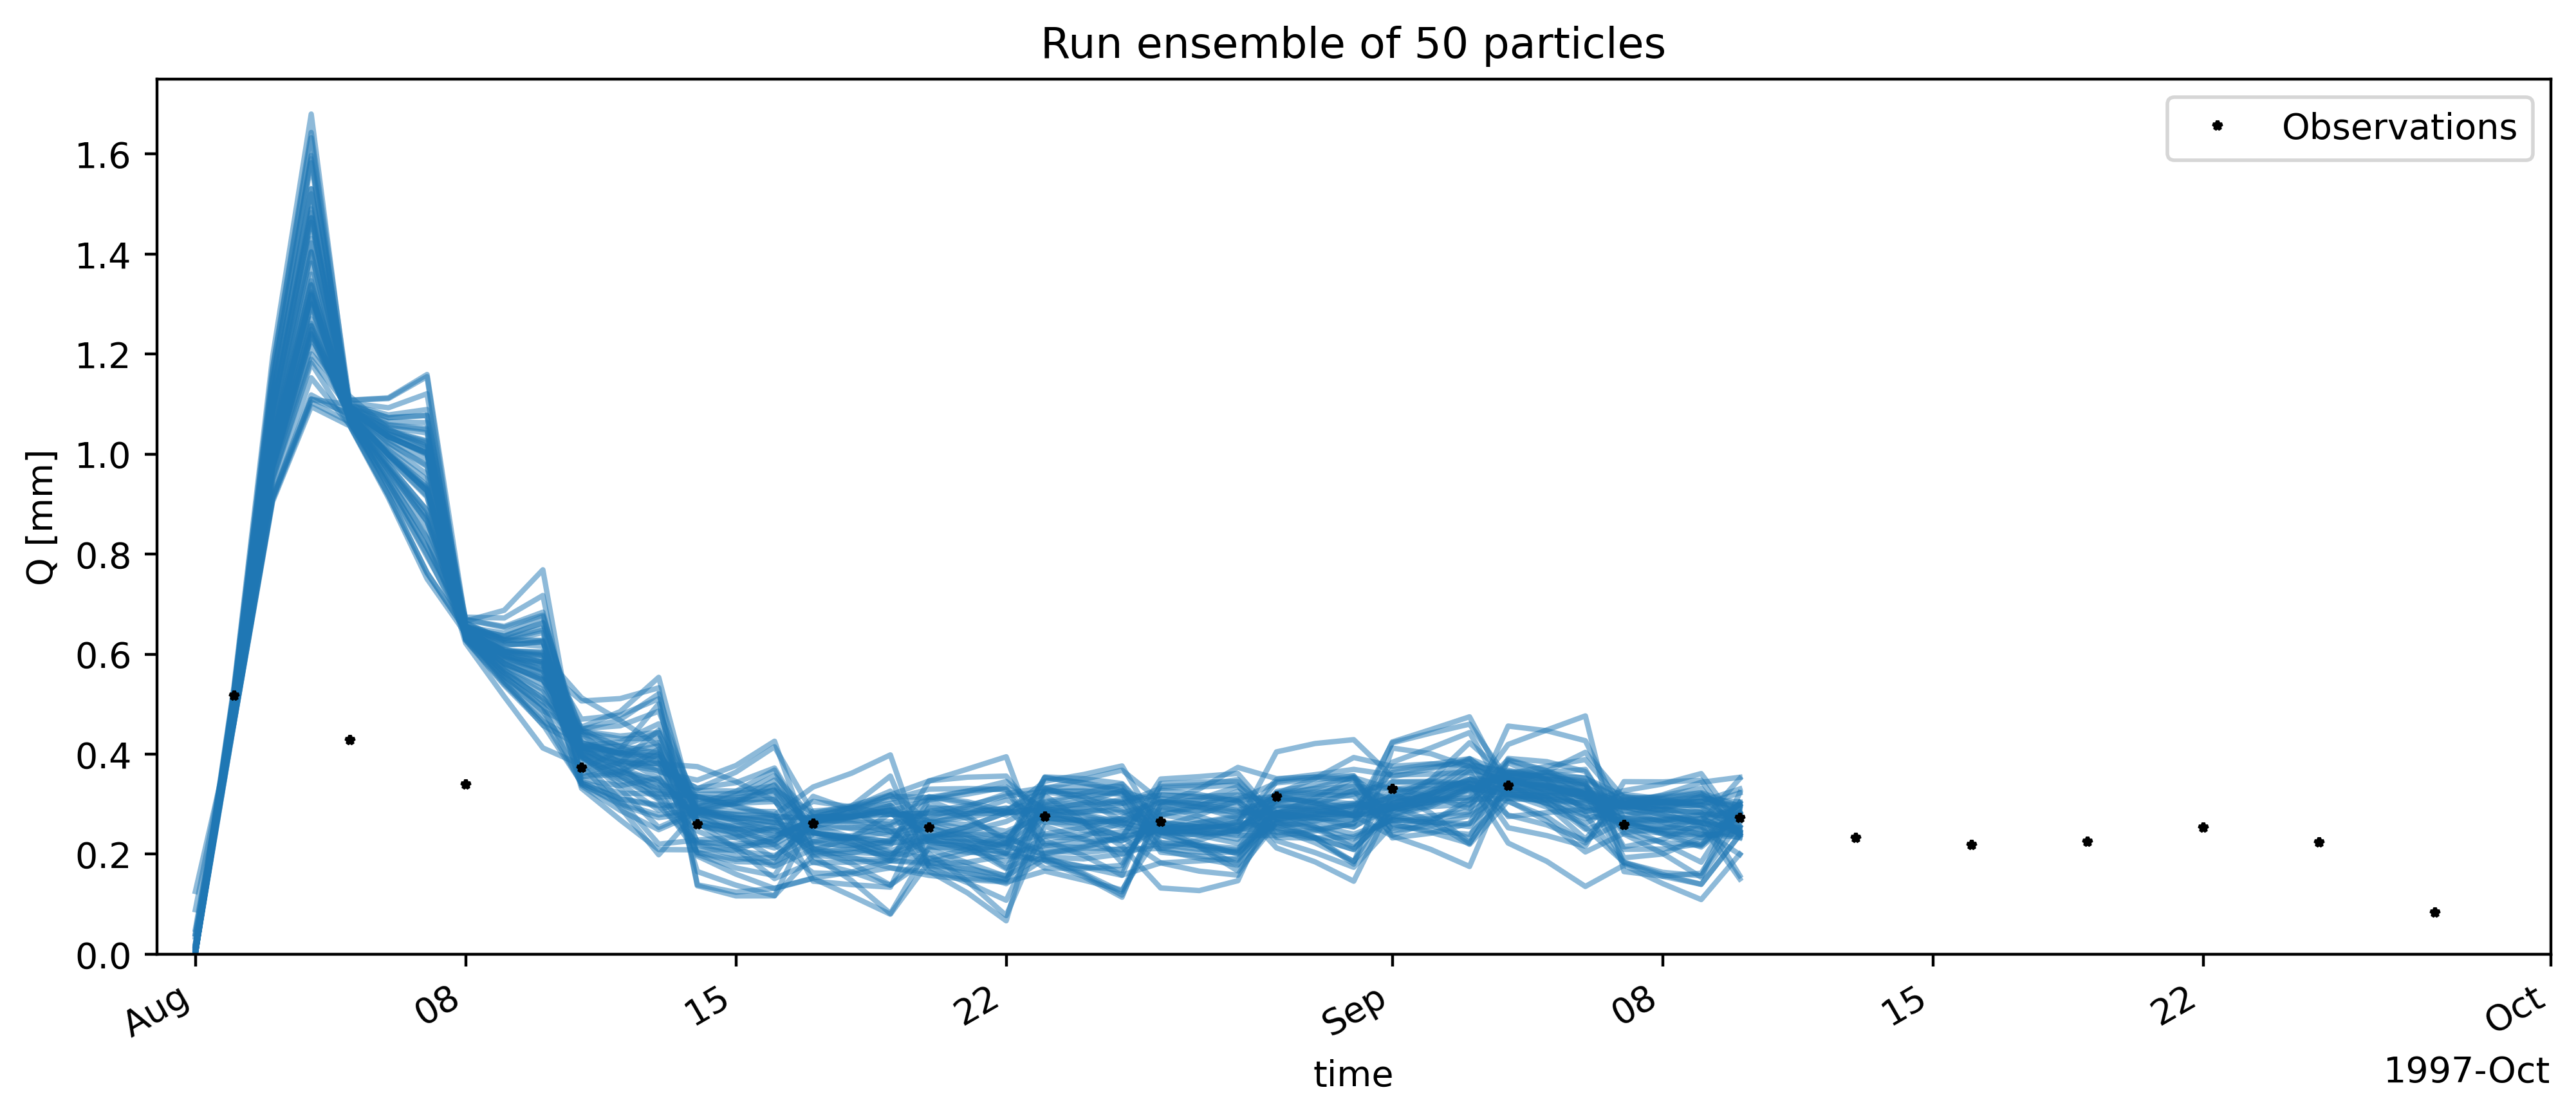 Run ensemble of 50 particles
Observations
Q [mm]
1.6
1.4
1.2
1.0
0.8
0.6
0.4
0.2
0.0
Aug
08
15
22
Sep
08
15
22
Oct
time
1997-Oct